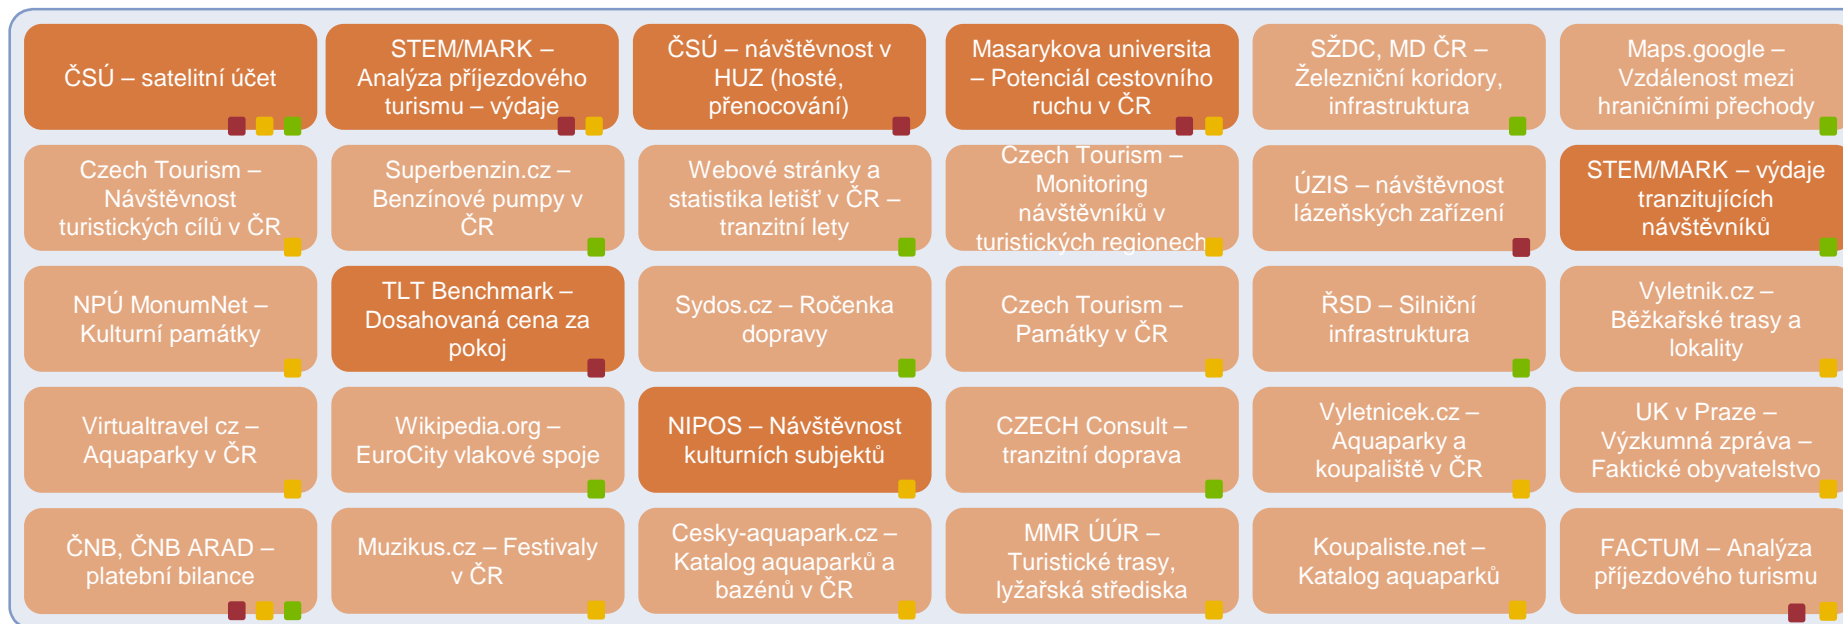 ČSÚ – satelitní účet
STEM/MARK –
Analýza příjezdového
turismu – výdaje
ČSÚ – návštěvnost v
HUZ (hosté,
přenocování)
Masarykova universita
– Potenciál cestovního
ruchu v ČR
SŽDC, MD ČR –
Železniční koridory,
infrastruktura
Maps.google –
Vzdálenost mezi
hraničními přechody
Czech Tourism –
Návštěvnost
turistických cílů v ČR
Superbenzin.cz –
Benzínové pumpy v
ČR
Webové stránky a
statistika letišť v ČR –
tranzitní lety
Czech Tourism –
Monitoring
návštěvníků v
turistických regionech
ÚZIS – návštěvnost
lázeňských zařízení
STEM/MARK – výdaje
tranzitujících
návštěvníků
NPÚ MonumNet –
Kulturní památky
TLT Benchmark –
Dosahovaná cena za
pokoj
Sydos.cz – Ročenka
dopravy
Czech Tourism –
Památky v ČR
ŘSD – Silniční
infrastruktura
Vyletnik.cz –
Běžkařské trasy a
lokality
Virtualtravel cz –
Aquaparky v ČR
Wikipedia.org –
EuroCity vlakové spoje
NIPOS – Návštěvnost
kulturních subjektů
CZECH Consult –
tranzitní doprava
Vyletnicek.cz –
Aquaparky a
koupaliště v ČR
UK v Praze –
Výzkumná zpráva –
Faktické obyvatelstvo
ČNB, ČNB ARAD –
platební bilance
Muzikus.cz – Festivaly
v ČR
Cesky-aquapark.cz –
Katalog aquaparků a
bazénů v ČR
MMR ÚÚR –
Turistické trasy,
lyžařská střediska
Koupaliste.net –
Katalog aquaparků
FACTUM – Analýza
příjezdového turismu